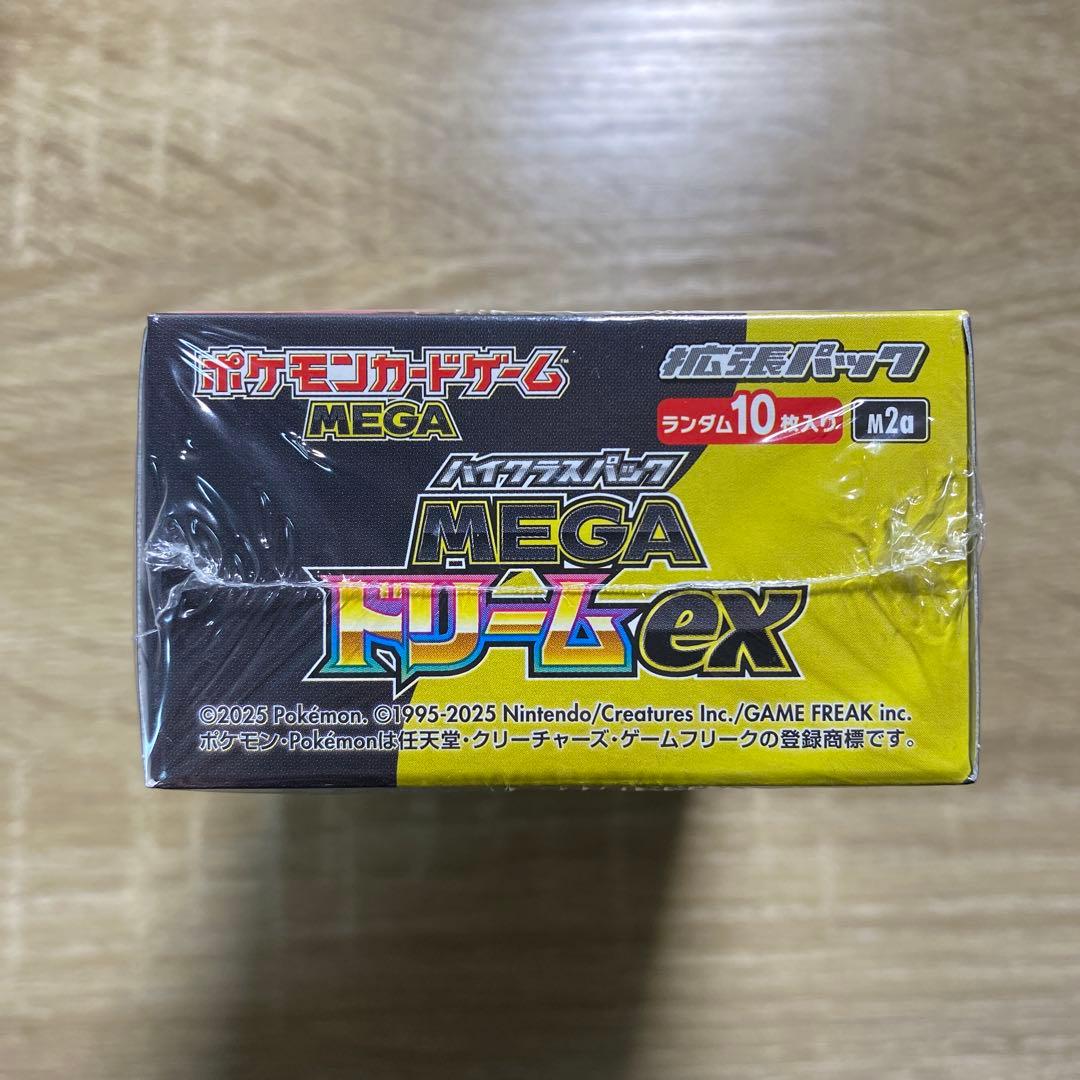 ポケモンカードゲーム™
MEGA
拡張パック
ランダム10枚入り M2a
ハイクラスパック
MEGA
ドリームex
©2025 Pokémon. ©1995-2025 Nintendo/Creatures Inc./GAME FREAK inc.
ポケモン・Pokémonは任天堂・クリーチャーズ・ゲームフリークの登録商標です。